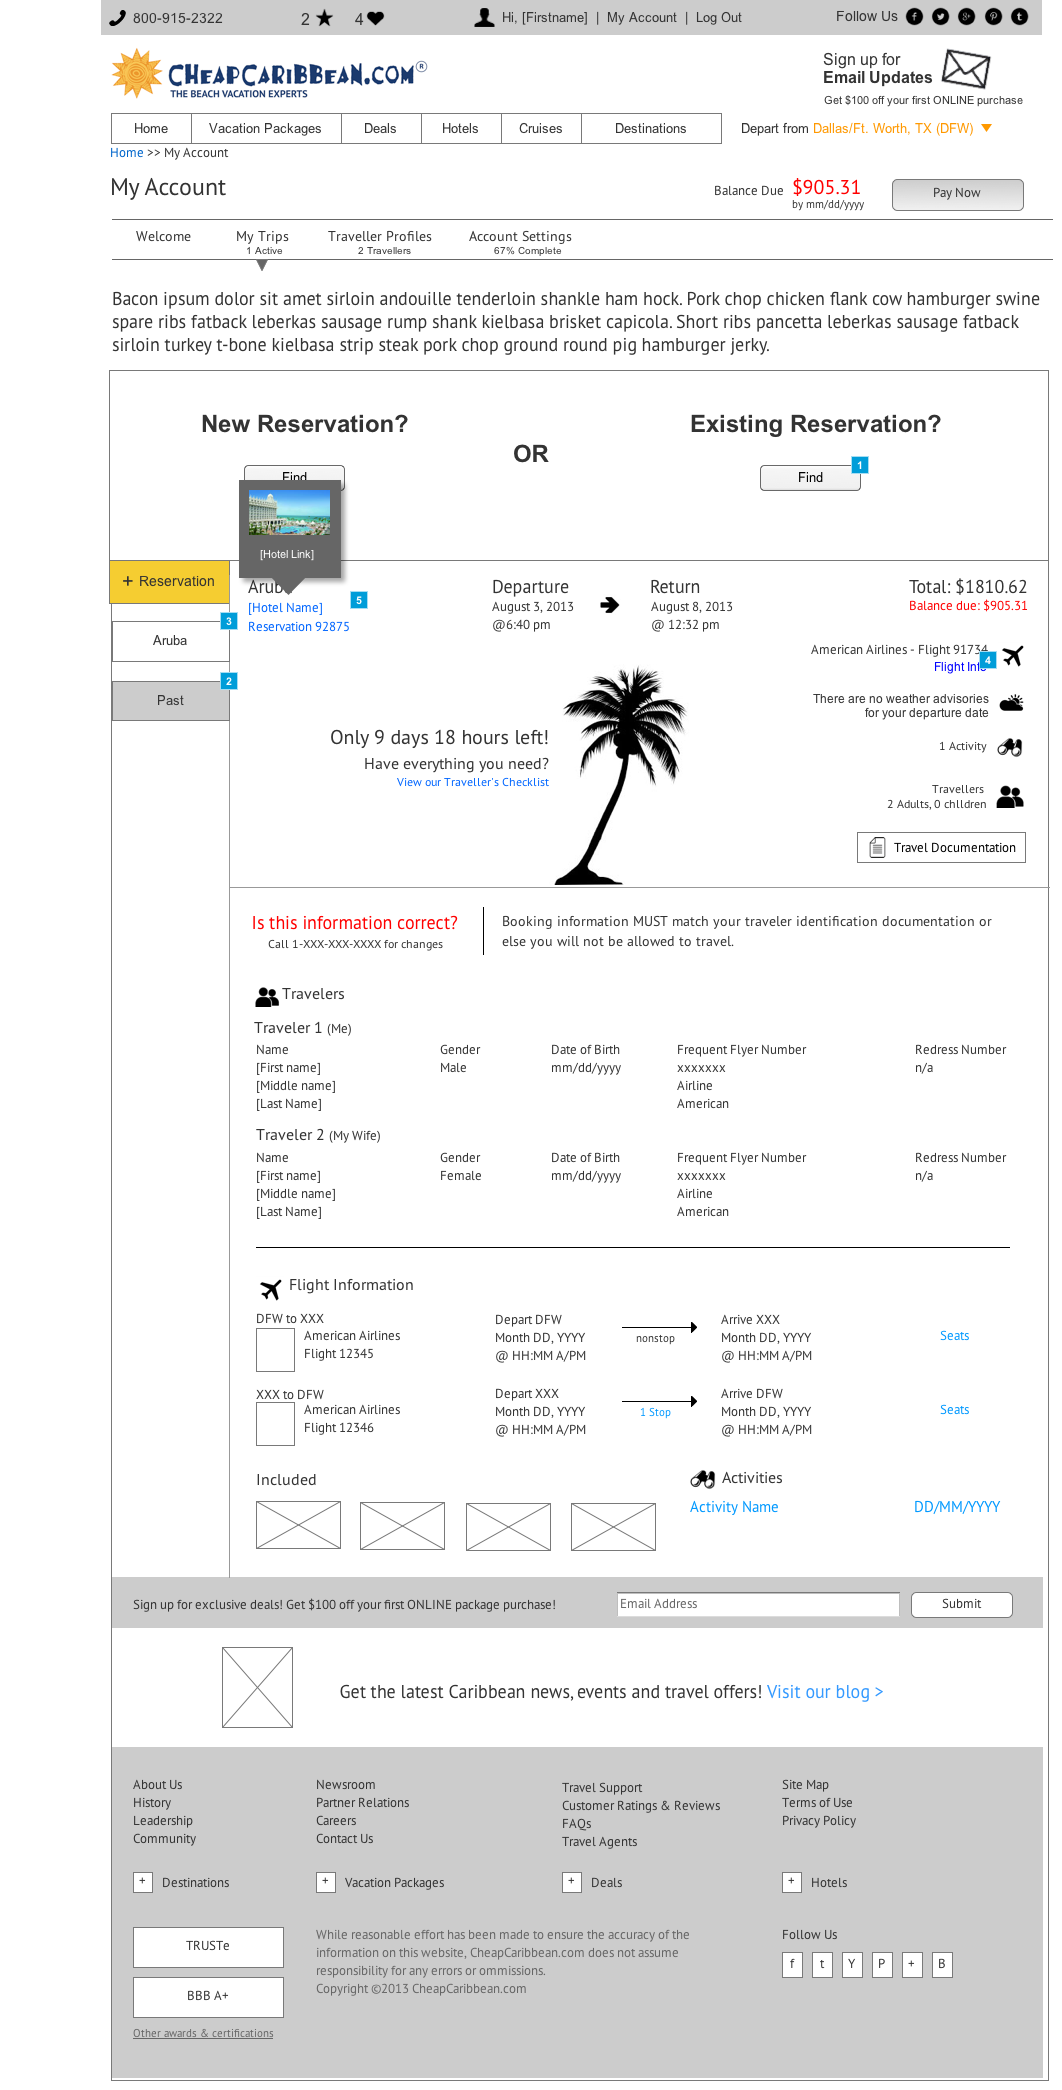 800-915-2322
2
4
Hi, [Firstname] | My Account | Log Out
Follow Us
CHEAPCARIBBEAN.COM®
THE BEACH VACATION EXPERTS
Sign up for
Email Updates
Get $100 off your first ONLINE purchase
Home
Vacation Packages
Deals
Hotels
Cruises
Destinations
Depart from Dallas/Ft. Worth, TX (DFW)
Home >> My Account
My Account
Balance Due $905.31
by mm/dd/yyyy
Pay Now
Welcome
My Trips
1 Active
Traveller Profiles
2 Travellers
Account Settings
67% Complete
Bacon ipsum dolor sit amet sirloin andouille tenderloin shankle ham hock. Pork chop chicken flank cow hamburger swine
spare ribs fatback leberkas sausage rump shank kielbasa brisket capicola. Short ribs pancetta leberkas sausage fatback
sirloin turkey t-bone kielbasa strip steak pork chop ground round pig hamburger jerky.
New Reservation?
OR
Existing Reservation?
Find
Find
1
[Hotel Link]
+ Reservation
3
Aruba
2
Past
Aruba
[Hotel Name]
5
Reservation 92875
Departure
August 3, 2013
@6:40 pm
Return
August 8, 2013
@ 12:32 pm
Total: $1810.62
Balance due: $905.31
American Airlines - Flight 91734
Flight Info
4
There are no weather advisories
for your departure date
1 Activity
Travellers
2 Adults, 0 chlldren
Travel Documentation
Only 9 days 18 hours left!
Have everything you need?
View our Traveller's Checklist
Is this information correct?
Call 1-XXX-XXX-XXXX for changes
Booking information MUST match your traveler identification documentation or
else you will not be allowed to travel.
Travelers
Traveler 1 (Me)
Name Gender Date of Birth Frequent Flyer Number Redress Number
[First name] Male mm/dd/yyyy xxxxxxx n/a
[Middle name] Airline
[Last Name] American
Traveler 2 (My Wife)
Name Gender Date of Birth Frequent Flyer Number Redress Number
[First name] Female mm/dd/yyyy xxxxxxx n/a
[Middle name] Airline
[Last Name] American
Flight Information
DFW to XXX
American Airlines
Flight 12345
Depart DFW
Month DD, YYYY
@ HH:MM A/PM
nonstop
Arrive XXX
Month DD, YYYY
@ HH:MM A/PM
Seats
XXX to DFW
American Airlines
Flight 12346
Depart XXX
Month DD, YYYY
@ HH:MM A/PM
1 Stop
Arrive DFW
Month DD, YYYY
@ HH:MM A/PM
Seats
Included
Activities
Activity Name DD/MM/YYYY
Sign up for exclusive deals! Get $100 off your first ONLINE package purchase!
Email Address
Submit
Get the latest Caribbean news, events and travel offers! Visit our blog >
About Us
History
Leadership
Community
Newsroom
Partner Relations
Careers
Contact Us
Travel Support
Customer Ratings & Reviews
FAQs
Travel Agents
Site Map
Terms of Use
Privacy Policy
+ Destinations
+ Vacation Packages
+ Deals
+ Hotels
TRUSTe
BBB A+
Other awards & certifications
While reasonable effort has been made to ensure the accuracy of the
information on this website, CheapCaribbean.com does not assume
responsibility for any errors or ommissions.
Copyright ©2013 CheapCaribbean.com
Follow Us
f t Y P + B